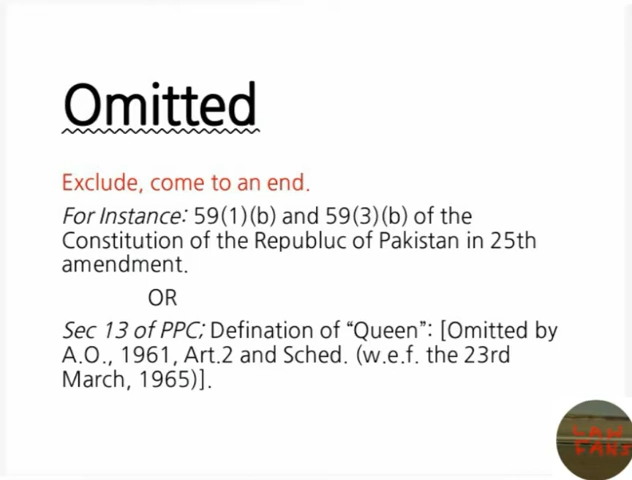 Omitted
Exclude, come to an end.
For Instance: 59(1)(b) and 59(3)(b) of the
Constitution of the Republuc of Pakistan in 25th
amendment.
OR
Sec 13 of PPC; Defination of “Queen”: [Omitted by
A.O., 1961, Art.2 and Sched. (w.e.f. the 23rd
March, 1965)].
LAW